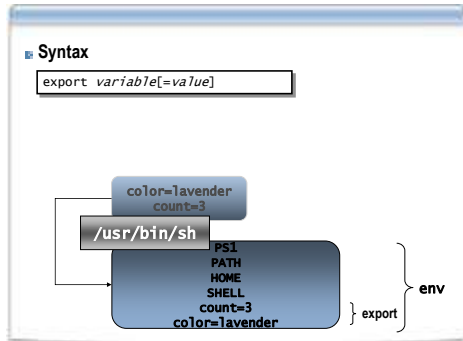 Syntax
export variable[=value]
color=lavender
count=3
/usr/bin/sh
PS1
PATH
HOME
SHELL
count=3
color=lavender
export
env